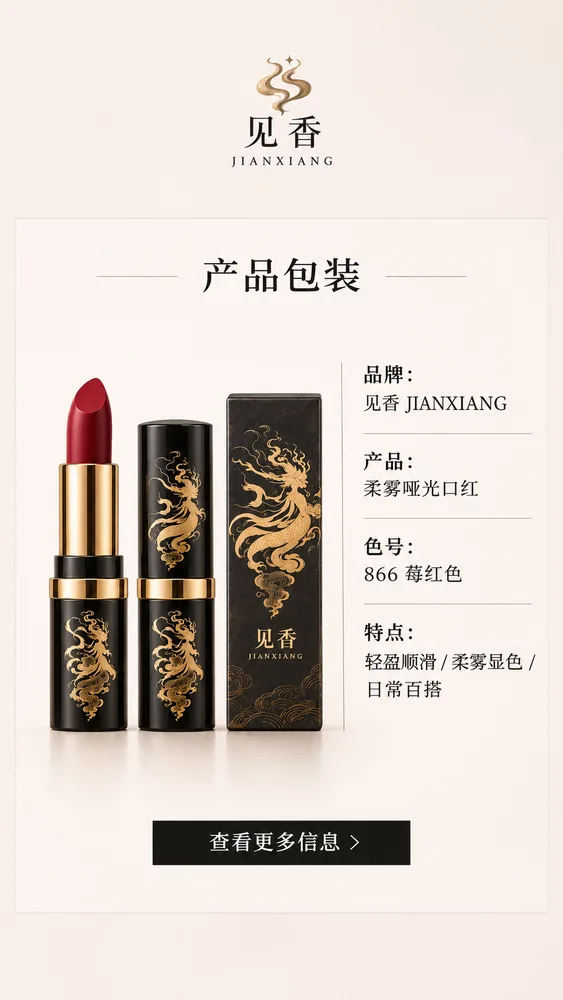 见香
JIANXIANG
产品包装
品牌：
见香 JIANXIANG
产品：
柔雾哑光口红
色号：
866 莓红色
特点：
轻盈顺滑 / 柔雾显色 /
日常百搭
见香
JIANXIANG
查看更多信息 >